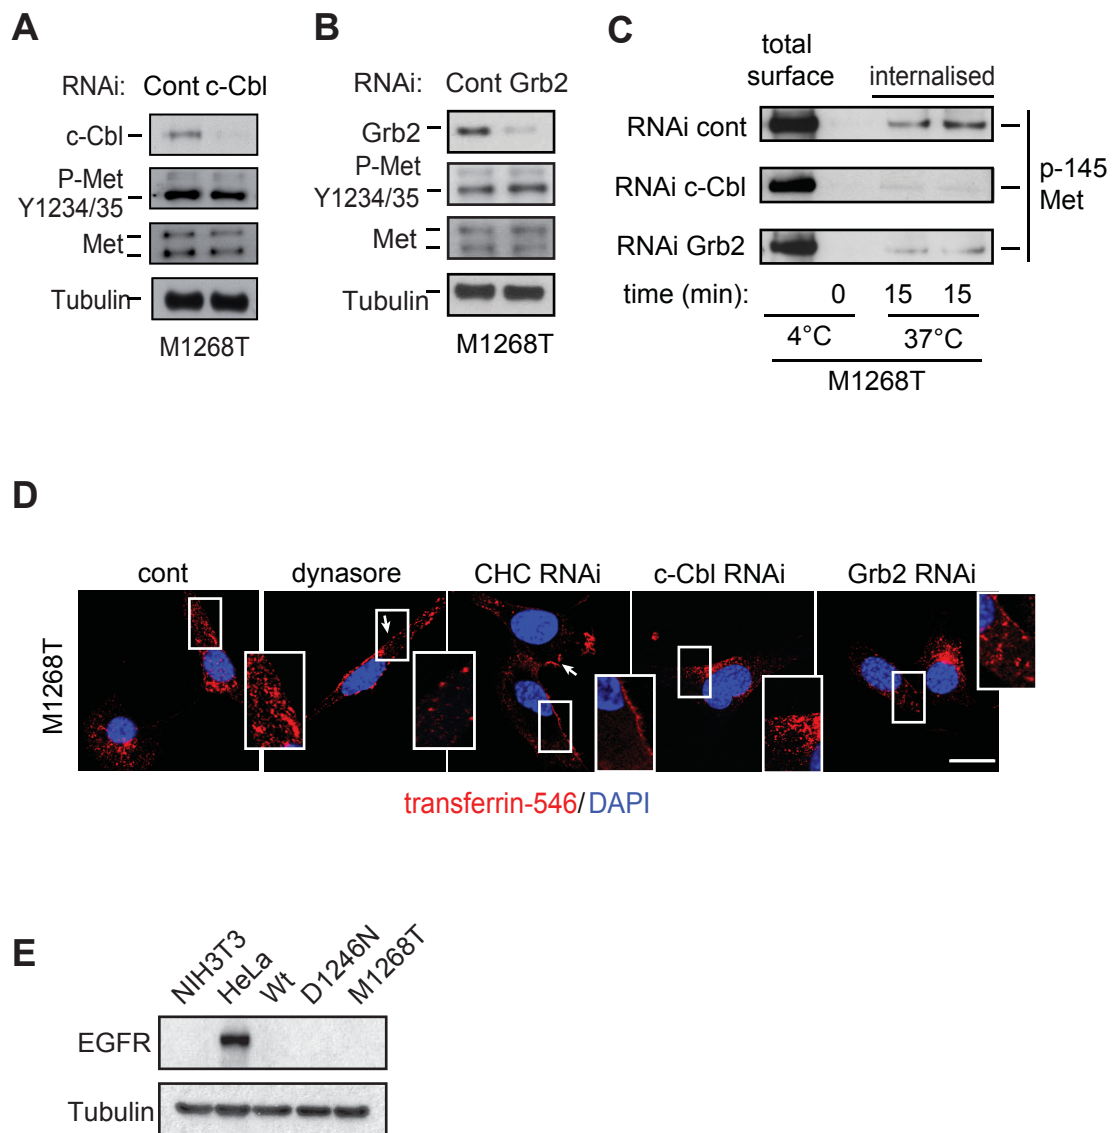 A
RNAi: Cont c-Cbl
c-Cbl
P-Met
Y1234/35
Met
Tubulin
M1268T
B
RNAi: Cont Grb2
Grb2
P-Met
Y1234/35
Met
Tubulin
M1268T
C
total
surface
internalised
RNAi cont
RNAi c-Cbl
RNAi Grb2
p-145
Met
time (min): 0 15 15
4°C 37°C
M1268T
D
cont dynasore CHC RNAi c-Cbl RNAi Grb2 RNAi
M1268T
transferrin-546/DAPI
E
NIH3T3 HeLa Wt D1246N M1268T
EGFR
Tubulin